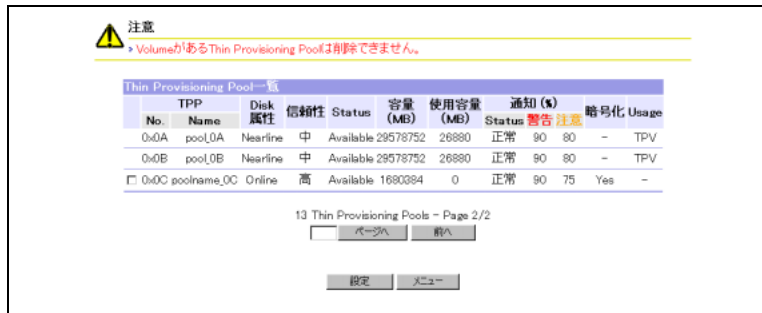 注意
VolumeがあるThin Provisioning Poolは削除できません。
Thin Provisioning Pool一覧
TPP Disk属性 信頼性 Status 容量(MB) 使用容量(MB) 通知 (%) 暗号化 Usage
No. Name Status 警告 注意
0x0A pool_0A Nearline 中 Available 29578752 26880 正常 90 80 - TPV
0x0B pool_0B Nearline 中 Available 29578752 26880 正常 90 80 - TPV
0x0C poolname_0C Online 高 Available 1680384 0 正常 90 75 Yes -
13 Thin Provisioning Pools - Page 2/2
ページへ 前へ
設定 メニュー